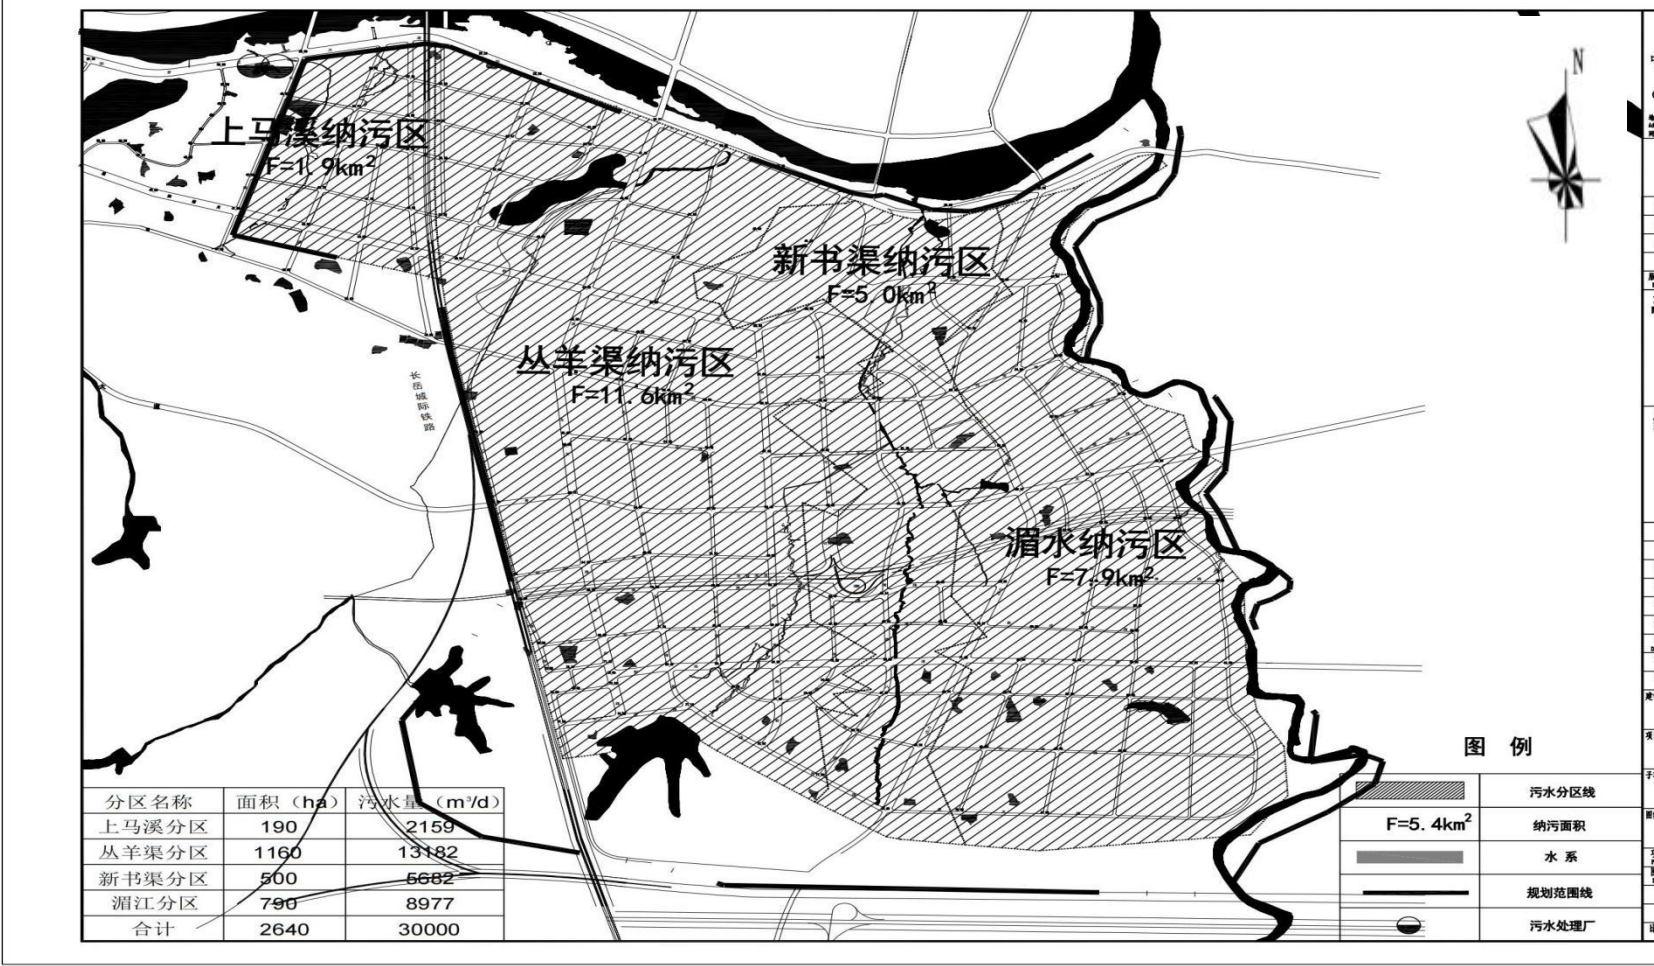 N
上马溪纳污区
F=1.9km²
新书渠纳污区
F=5.0km²
丛羊渠纳污区
F=11.6km²
长岳城际铁路
湄水纳污区
F=7.9km²
图 例
污水分区线
F=5.4km² 纳污面积
水 系
规划范围线
污水处理厂
分区名称 面积（ha） 污水量（m³/d）
上马溪分区 190 2159
丛羊渠分区 1160 13182
新书渠分区 500 5682
湄江分区 790 8977
合计 2640 30000